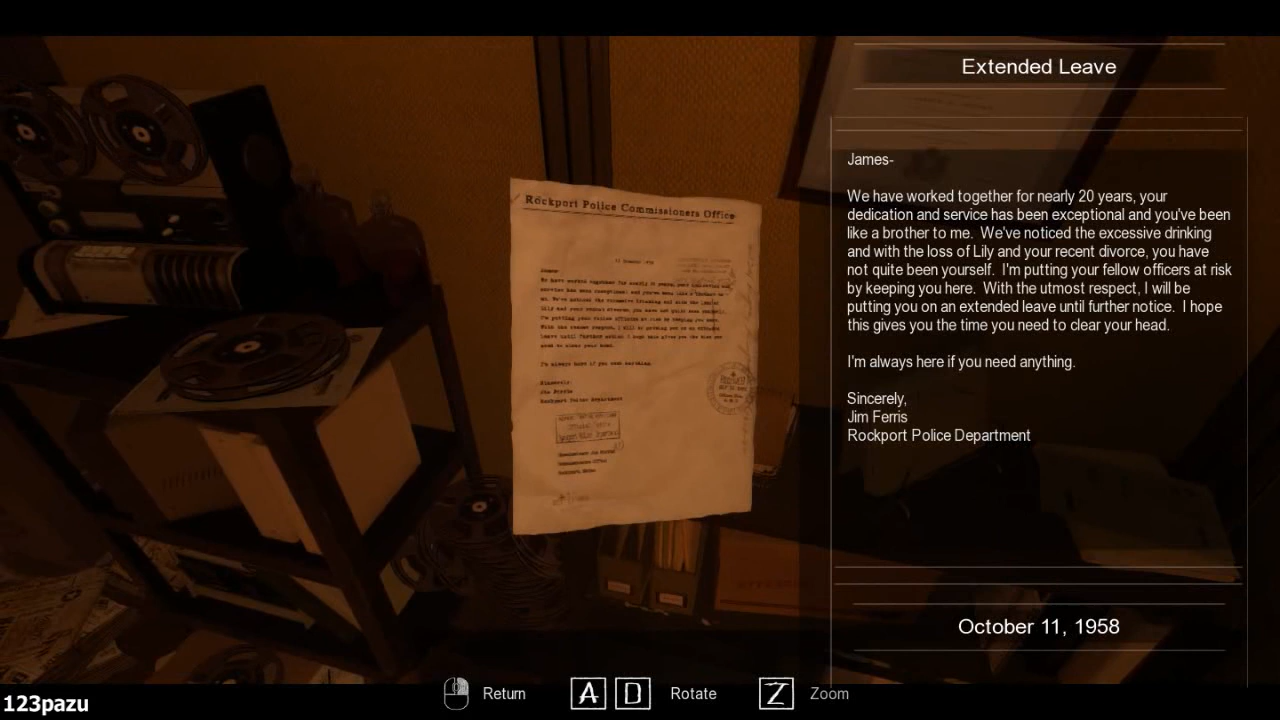 Extended Leave
Rockport Police Commissioners Office
James-
We have worked together for nearly 20 years, your
dedication and service has been exceptional and you've been
like a brother to me.  We've noticed the excessive drinking
and with the loss of Lily and your recent divorce, you have
not quite been yourself.  I'm putting your fellow officers at risk
by keeping you here.  With the utmost respect, I will be
putting you on an extended leave until further notice.  I hope
this gives you the time you need to clear your head.
I'm always here if you need anything.
Sincerely,
Jim Ferris
Rockport Police Department
October 11, 1958
Return
A D Rotate
Z Zoom
123pazu